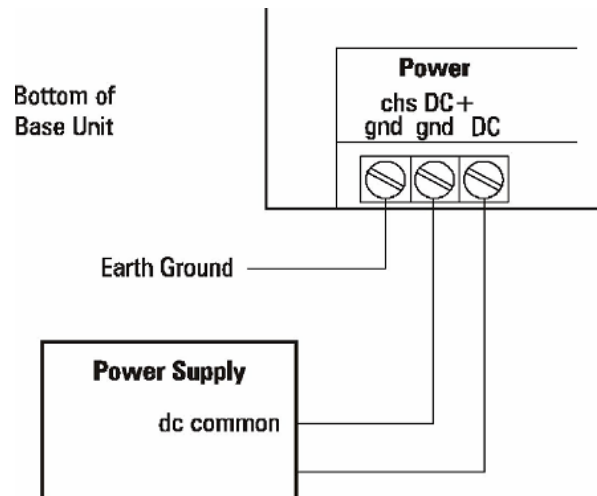 Bottom of
Base Unit
Power
chs DC+
gnd gnd DC
Earth Ground
Power Supply
dc common